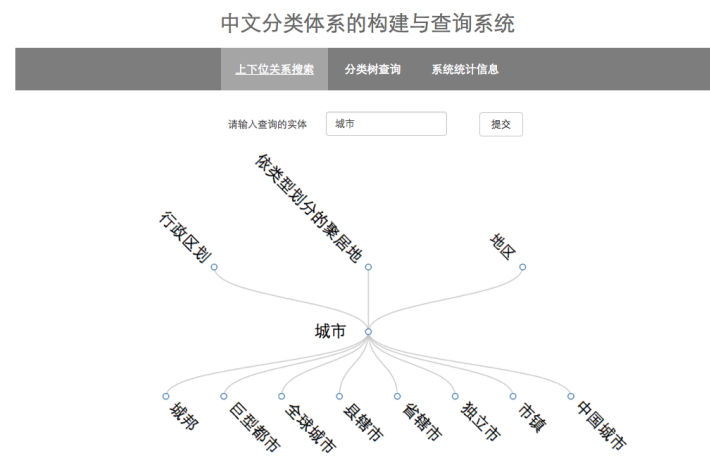 中文分类体系的构建与查询系统
上下位关系搜索 分类树查询 系统统计信息
请输入查询的实体 城市 提交
依类型划分的聚居地
行政区划
地区
城市
城邦
巨型都市
全球城市
县辖市
省辖市
独立市
市镇
中国城市